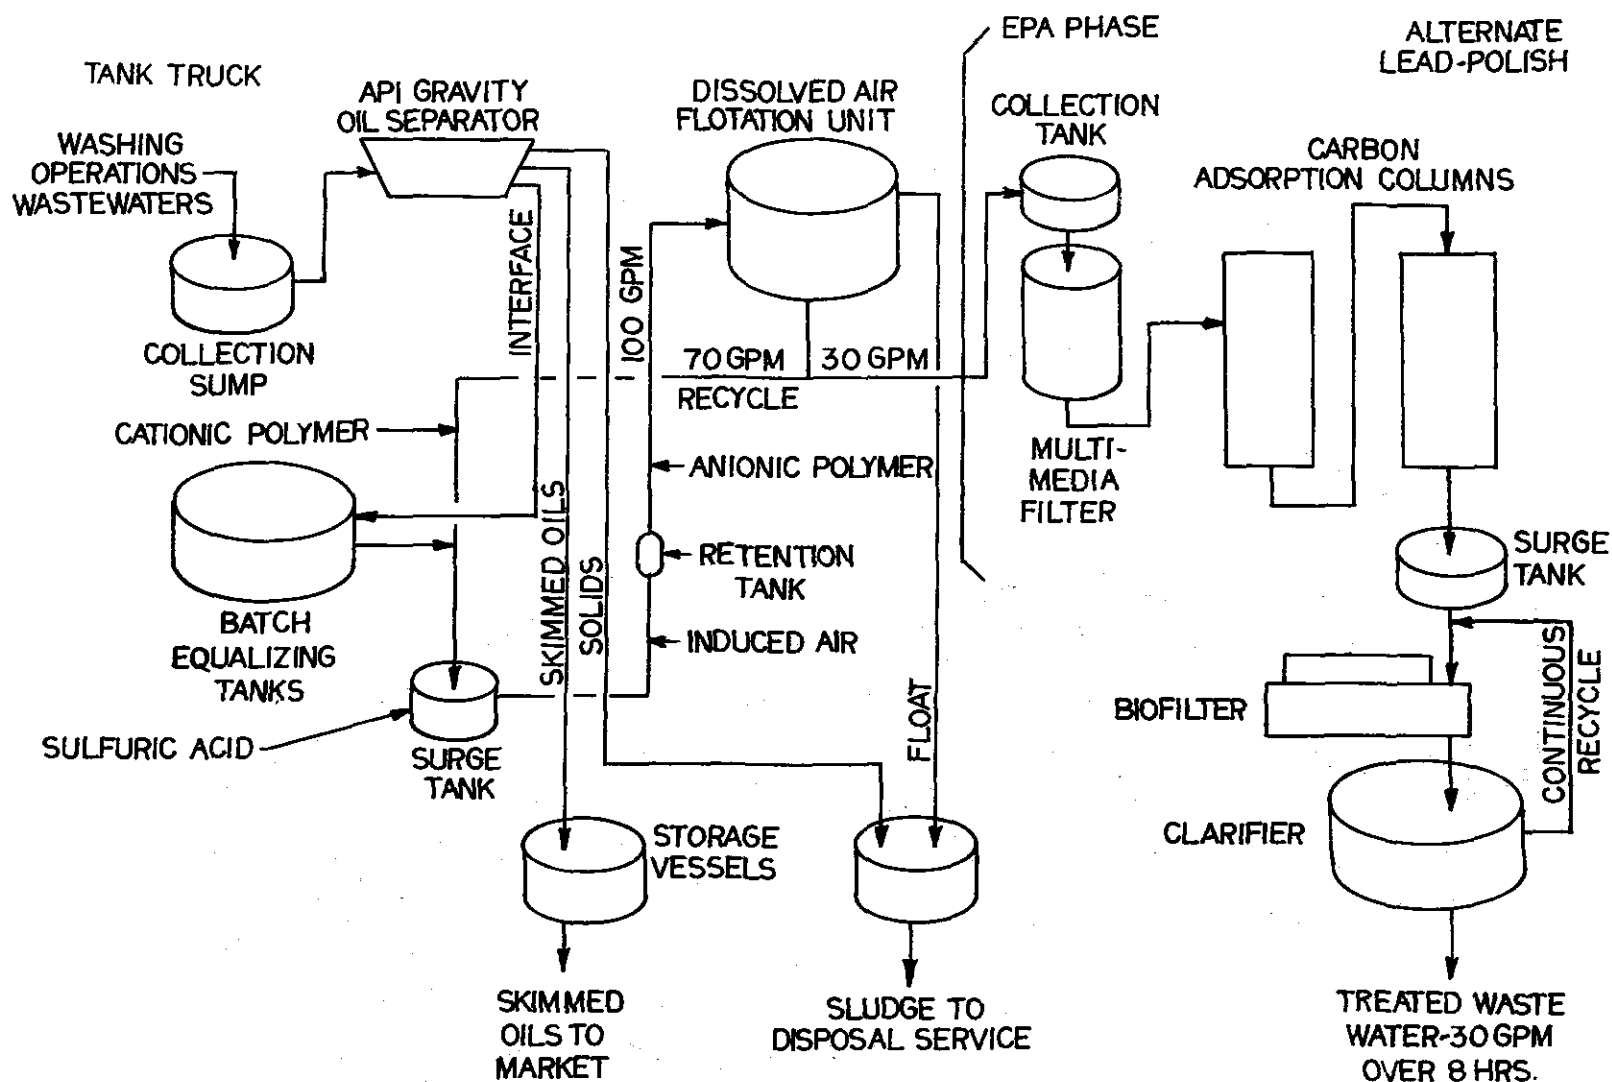 TANK TRUCK
WASHING
OPERATIONS
WASTEWATERS
COLLECTION
SUMP
API GRAVITY
OIL SEPARATOR
INTERFACE
SKIMMED OILS
SOLIDS
100 GPM
DISSOLVED AIR
FLOTATION UNIT
70 GPM
30 GPM
RECYCLE
CATIONIC POLYMER
BATCH
EQUALIZING
TANKS
SULFURIC ACID
SURGE
TANK
ANIONIC POLYMER
RETENTION
TANK
INDUCED AIR
FLOAT
STORAGE
VESSELS
SKIMMED
OILS TO
MARKET
SLUDGE TO
DISPOSAL SERVICE
EPA PHASE
COLLECTION
TANK
MULTI-
MEDIA
FILTER
ALTERNATE
LEAD-POLISH
CARBON
ADSORPTION COLUMNS
SURGE
TANK
CONTINUOUS
RECYCLE
BIOFILTER
CLARIFIER
TREATED WASTE
WATER-30 GPM
OVER 8 HRS.